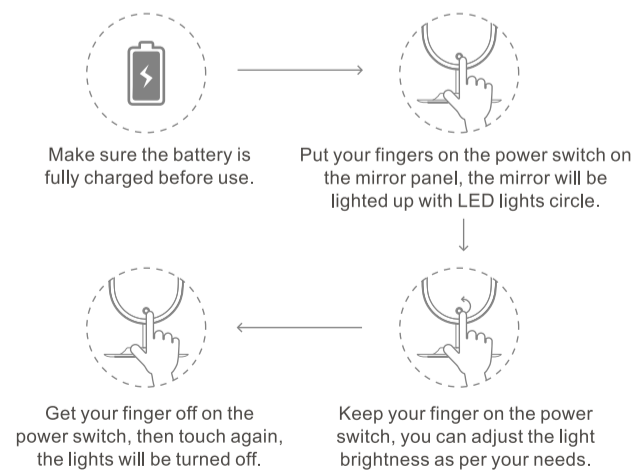 Make sure the battery is
fully charged before use.
Put your fingers on the power switch on
the mirror panel, the mirror will be
lighted up with LED lights circle.
Keep your finger on the power
switch, you can adjust the light
brightness as per your needs.
Get your finger off on the
power switch, then touch again,
the lights will be turned off.